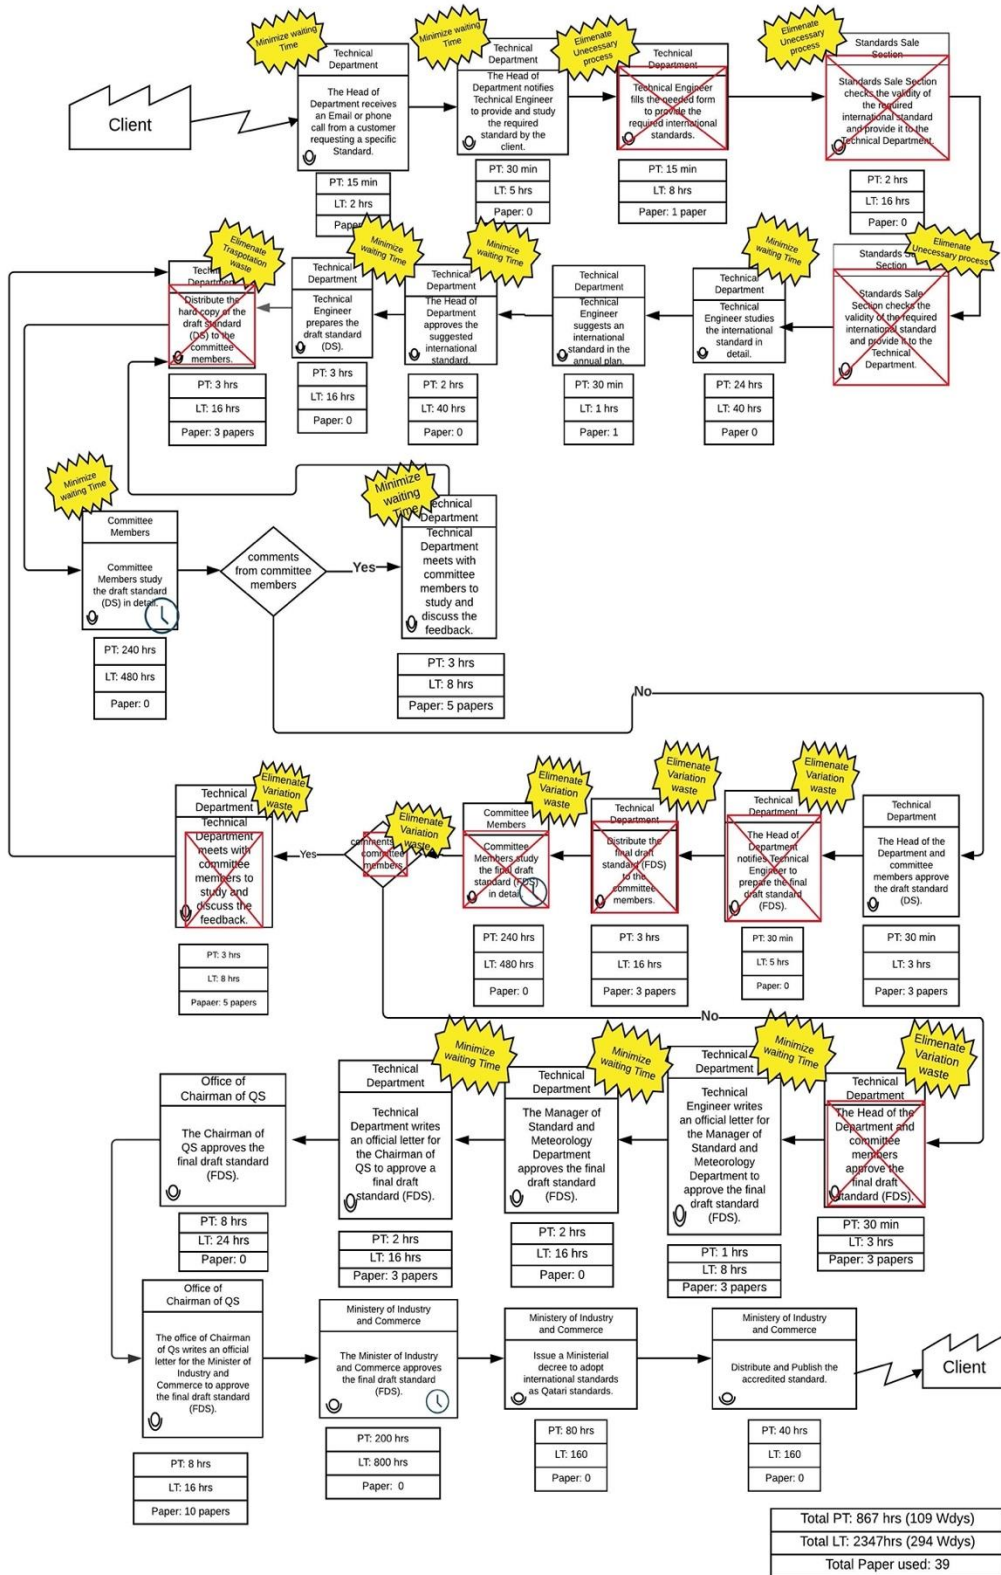 Client
Minimize waiting
Time
Technical
Department
The Head of
Department receives
an Email or phone
call from a customer
requesting a specific
Standard.
PT: 15 min
LT: 2 hrs
Minimize waiting
Time
Technical
Department
The Head of
Department notifies
Technical Engineer
to provide and study
the required
standard by the
client.
PT: 30 min
LT: 5 hrs
Paper: 0
Elimenate
Unecessary
process
Technical
Department
Technical Engineer
fills the needed form
to provide the
required international
standards.
PT: 15 min
LT: 8 hrs
Paper: 1 paper
Elimenate
Unecessary
process
Standards Sale
Section
Standards Sale Section
checks the validity of
the required
international standard
and provide it to the
Technical Department.
PT: 2 hrs
LT: 16 hrs
Paper: 0
Elimenate
Unecessary process
Section
Standards Sale
Section checks the
validity of the required
international standard
and provide it to the
Technical
Department.
Minimize
waiting Time
Technical
Department
Technical
Engineer studies
the international
standard in
detail.
PT: 24 hrs
LT: 40 hrs
Paper 0
Technical
Department
Technical
Engineer
suggests an
international
standard in the
annual plan.
PT: 30 min
LT: 1 hrs
Paper: 1
Minimize
waiting Time
Technical
Department
The Head of
Department
approves the
suggested
international
standard.
PT: 2 hrs
LT: 40 hrs
Paper: 0
Minimize
waiting Time
Technical
Department
Technical
Engineer
prepares the
draft standard
(DS).
PT: 3 hrs
LT: 16 hrs
Paper: 0
Elimenate
Traspotation
waste
Department
Distribute the
hard copy of the
draft standard
(DS) to the
committee
members.
PT: 3 hrs
LT: 16 hrs
Paper: 3 papers
Minimize
waiting Time
Committee
Members
Committee
Members study
the draft standard
(DS) in detail.
PT: 240 hrs
LT: 480 hrs
Paper: 0
comments
from committee
members
Yes
Minimize
waiting
Time
Technical
Department
Technical
Department
meets with
committee
members to
study and
discuss the
feedback.
PT: 3 hrs
LT: 8 hrs
Paper: 5 papers
No
Technical
Department
The Head of the
Department and
committee
members approve
the draft standard
(DS).
PT: 30 min
LT: 3 hrs
Paper: 3 papers
Elimenate
Variation
waste
Technical
Department
The Head of
Department
notifies Technical
Engineer to
prepare the final
draft standard
(FDS).
PT: 30 min
LT: 5 hrs
Paper: 0
Elimenate
Variation
waste
Technical
Department
Distribute the
final draft
standard (FDS)
to the
committee
members.
PT: 3 hrs
LT: 16 hrs
Paper: 3 papers
Elimenate
Variation
waste
Committee
Members
Committee
Members study
the final draft
standard (FDS)
in detail.
PT: 240 hrs
LT: 480 hrs
Paper: 0
Elimenate
Variation
waste
comments
committee
members
Yes
Elimenate
Variation
waste
Technical
Department
Technical
Department
meets with
committee
members to
study and
discuss the
feedback.
PT: 3 hrs
LT: 8 hrs
Papaer: 5 papers
No
Elimenate
Variation
waste
Technical
Department
The Head of the
Department and
committee
members
approve the
final draft
standard (FDS).
PT: 30 min
LT: 3 hrs
Paper: 3 papers
Minimize
waiting Time
Technical
Department
Technical
Engineer writes
an official letter for
the Manager of
Standard and
Meteorology
Department to
approve the final
draft standard
(FDS).
PT: 1 hrs
LT: 8 hrs
Paper: 3 papers
Minimize
waiting Time
Technical
Department
The Manager of
Standard and
Meteorology
Department
approves the final
draft standard
(FDS).
PT: 2 hrs
LT: 16 hrs
Paper: 0
Minimize
waiting Time
Technical
Department
Technical
Department writes
an official letter for
the Chairman of
QS to approve a
final draft
standard (FDS).
PT: 2 hrs
LT: 16 hrs
Paper: 3 papers
Office of
Chairman of QS
The Chairman of
QS approves the
final draft standard
(FDS).
PT: 8 hrs
LT: 24 hrs
Paper: 0
Office of
Chairman of QS
The office of Chairman
of Qs writes an official
letter for the Minister of
Industry and
Commerce to approve
the final draft standard
(FDS).
PT: 8 hrs
LT: 16 hrs
Paper: 10 papers
Ministery of Industry
and Commerce
The Minister of Industry
and Commerce approves
the final draft standard
(FDS).
PT: 200 hrs
LT: 800 hrs
Paper: 0
Ministery of Industry
and Commerce
Issue a Ministerial
decree to adopt
international standards
as Qatari standards.
PT: 80 hrs
LT: 160
Paper: 0
Ministery of Industry
and Commerce
Distribute and Publish the
accredited standard.
PT: 40 hrs
LT: 160
Paper: 0
Client
Total PT: 867 hrs (109 Wdys)
Total LT: 2347hrs (294 Wdys)
Total Paper used: 39